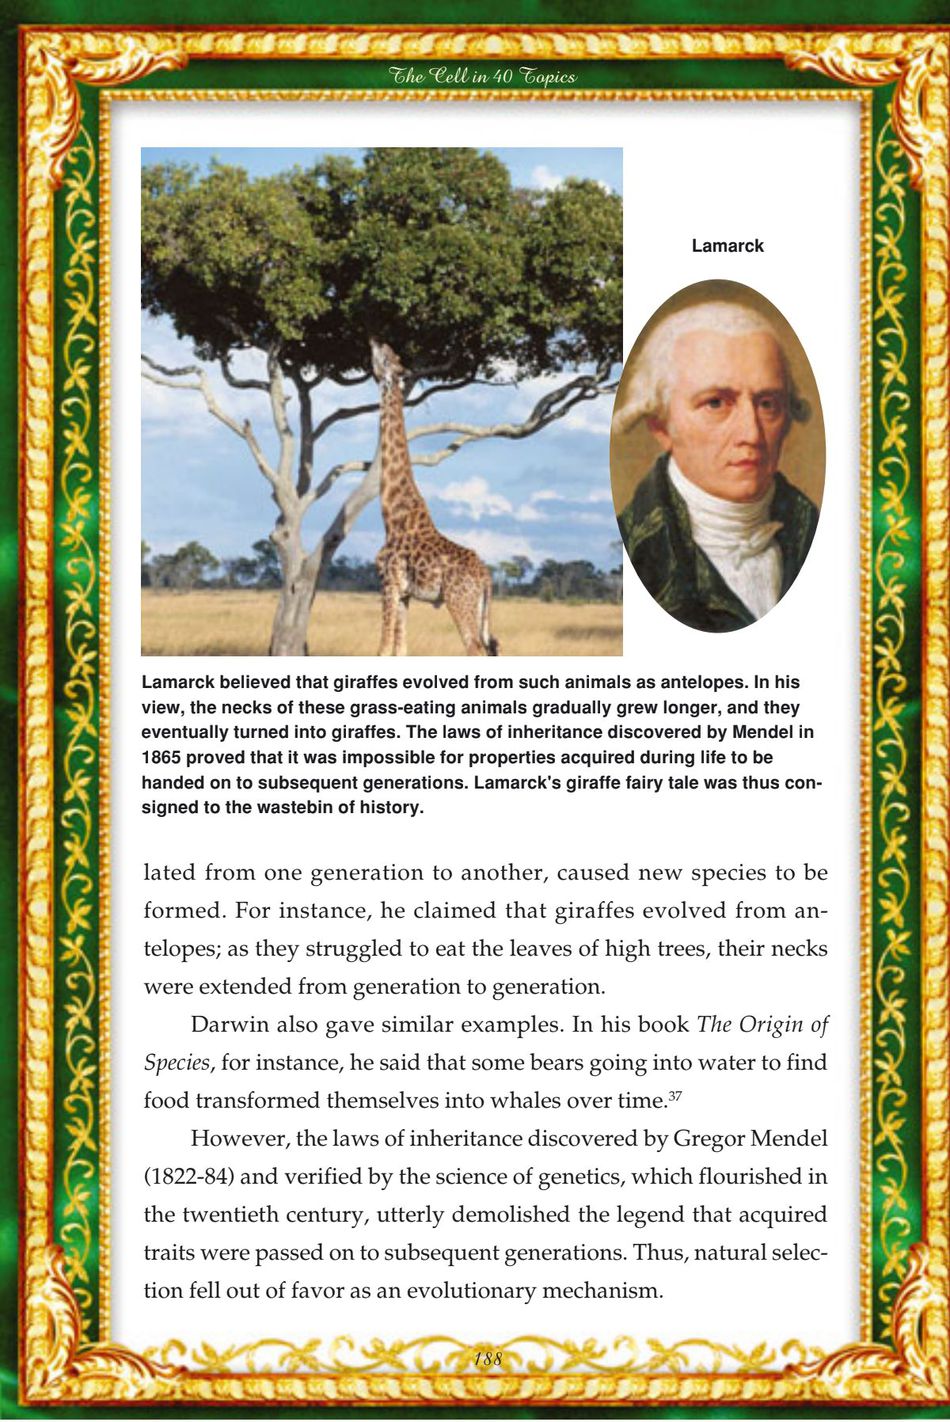 The Cell in 40 Topics
Lamarck
Lamarck believed that giraffes evolved from such animals as antelopes. In his
view, the necks of these grass-eating animals gradually grew longer, and they
eventually turned into giraffes. The laws of inheritance discovered by Mendel in
1865 proved that it was impossible for properties acquired during life to be
handed on to subsequent generations. Lamarck's giraffe fairy tale was thus con-
signed to the wastebin of history.
lated from one generation to another, caused new species to be
formed. For instance, he claimed that giraffes evolved from an-
telopes; as they struggled to eat the leaves of high trees, their necks
were extended from generation to generation.
Darwin also gave similar examples. In his book The Origin of
Species, for instance, he said that some bears going into water to find
food transformed themselves into whales over time.37
However, the laws of inheritance discovered by Gregor Mendel
(1822-84) and verified by the science of genetics, which flourished in
the twentieth century, utterly demolished the legend that acquired
traits were passed on to subsequent generations. Thus, natural selec-
tion fell out of favor as an evolutionary mechanism.
188